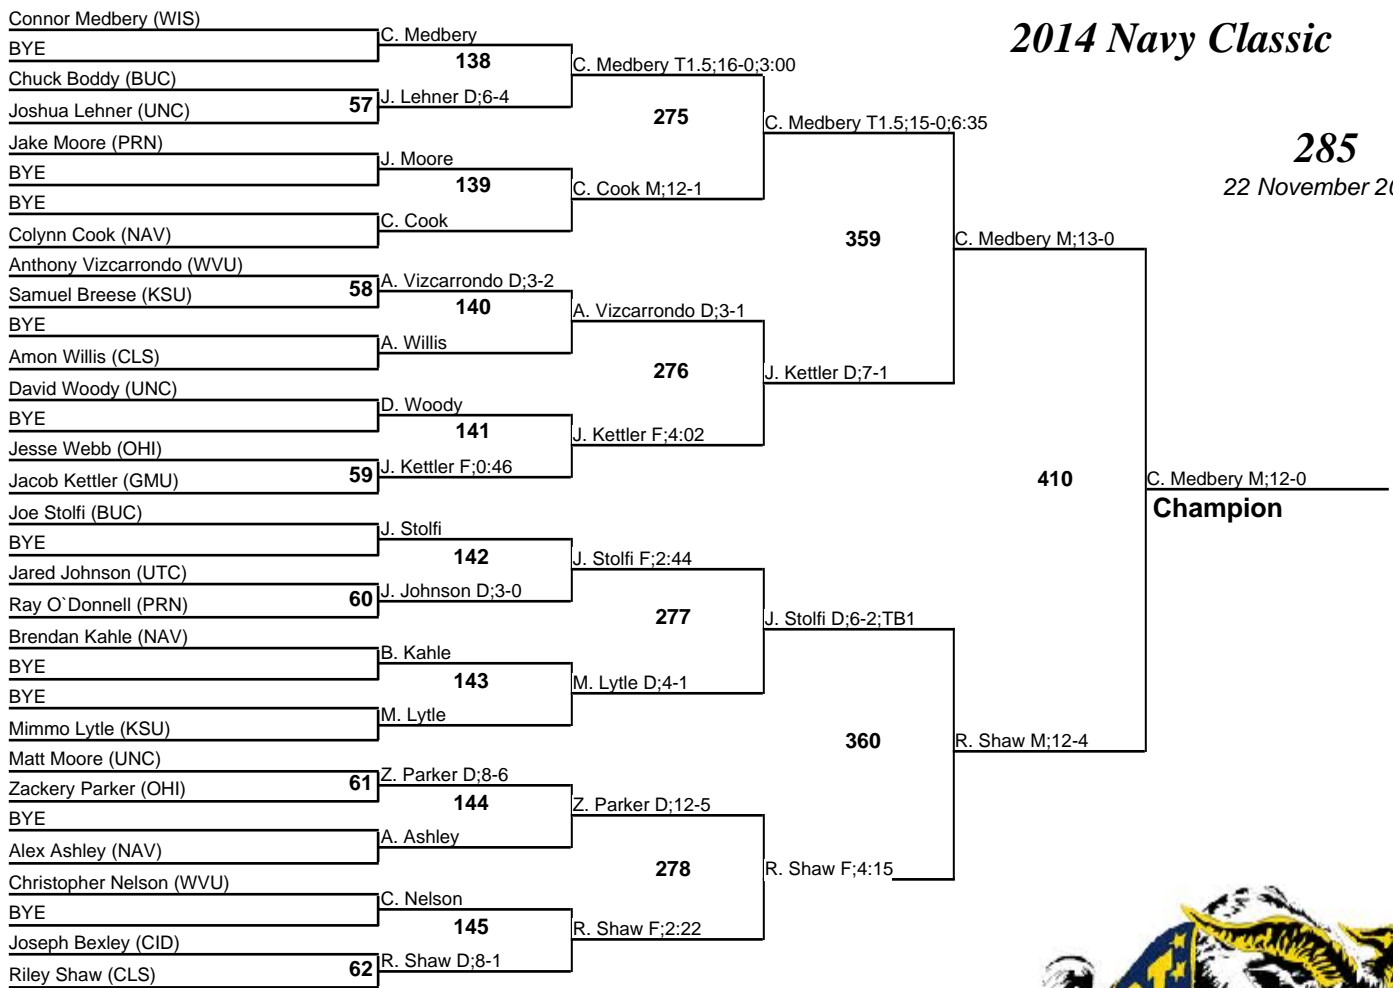 2014 Navy Classic
285
22 November 20
Connor Medbery (WIS)
BYE
Chuck Boddy (BUC)
Joshua Lehner (UNC)
Jake Moore (PRN)
BYE
BYE
Colynn Cook (NAV)
Anthony Vizcarrondo (WVU)
Samuel Breese (KSU)
BYE
Amon Willis (CLS)
David Woody (UNC)
BYE
Jesse Webb (OHI)
Jacob Kettler (GMU)
Joe Stolfi (BUC)
BYE
Jared Johnson (UTC)
Ray O`Donnell (PRN)
Brendan Kahle (NAV)
BYE
BYE
Mimmo Lytle (KSU)
Matt Moore (UNC)
Zackery Parker (OHI)
BYE
Alex Ashley (NAV)
Christopher Nelson (WVU)
BYE
Joseph Bexley (CID)
Riley Shaw (CLS)
57
58
59
60
61
62
C. Medbery
138
J. Lehner D;6-4
J. Moore
139
C. Cook
A. Vizcarrondo D;3-2
140
A. Willis
D. Woody
141
J. Kettler F;0:46
J. Stolfi
142
J. Johnson D;3-0
B. Kahle
143
M. Lytle
Z. Parker D;8-6
144
A. Ashley
C. Nelson
145
R. Shaw D;8-1
C. Medbery T1.5;16-0;3:00
275
C. Cook M;12-1
A. Vizcarrondo D;3-1
276
J. Kettler F;4:02
J. Stolfi F;2:44
277
M. Lytle D;4-1
Z. Parker D;12-5
278
R. Shaw F;2:22
C. Medbery T1.5;15-0;6:35
359
J. Kettler D;7-1
J. Stolfi D;6-2;TB1
360
R. Shaw F;4:15
C. Medbery M;13-0
410
R. Shaw M;12-4
C. Medbery M;12-0
Champion